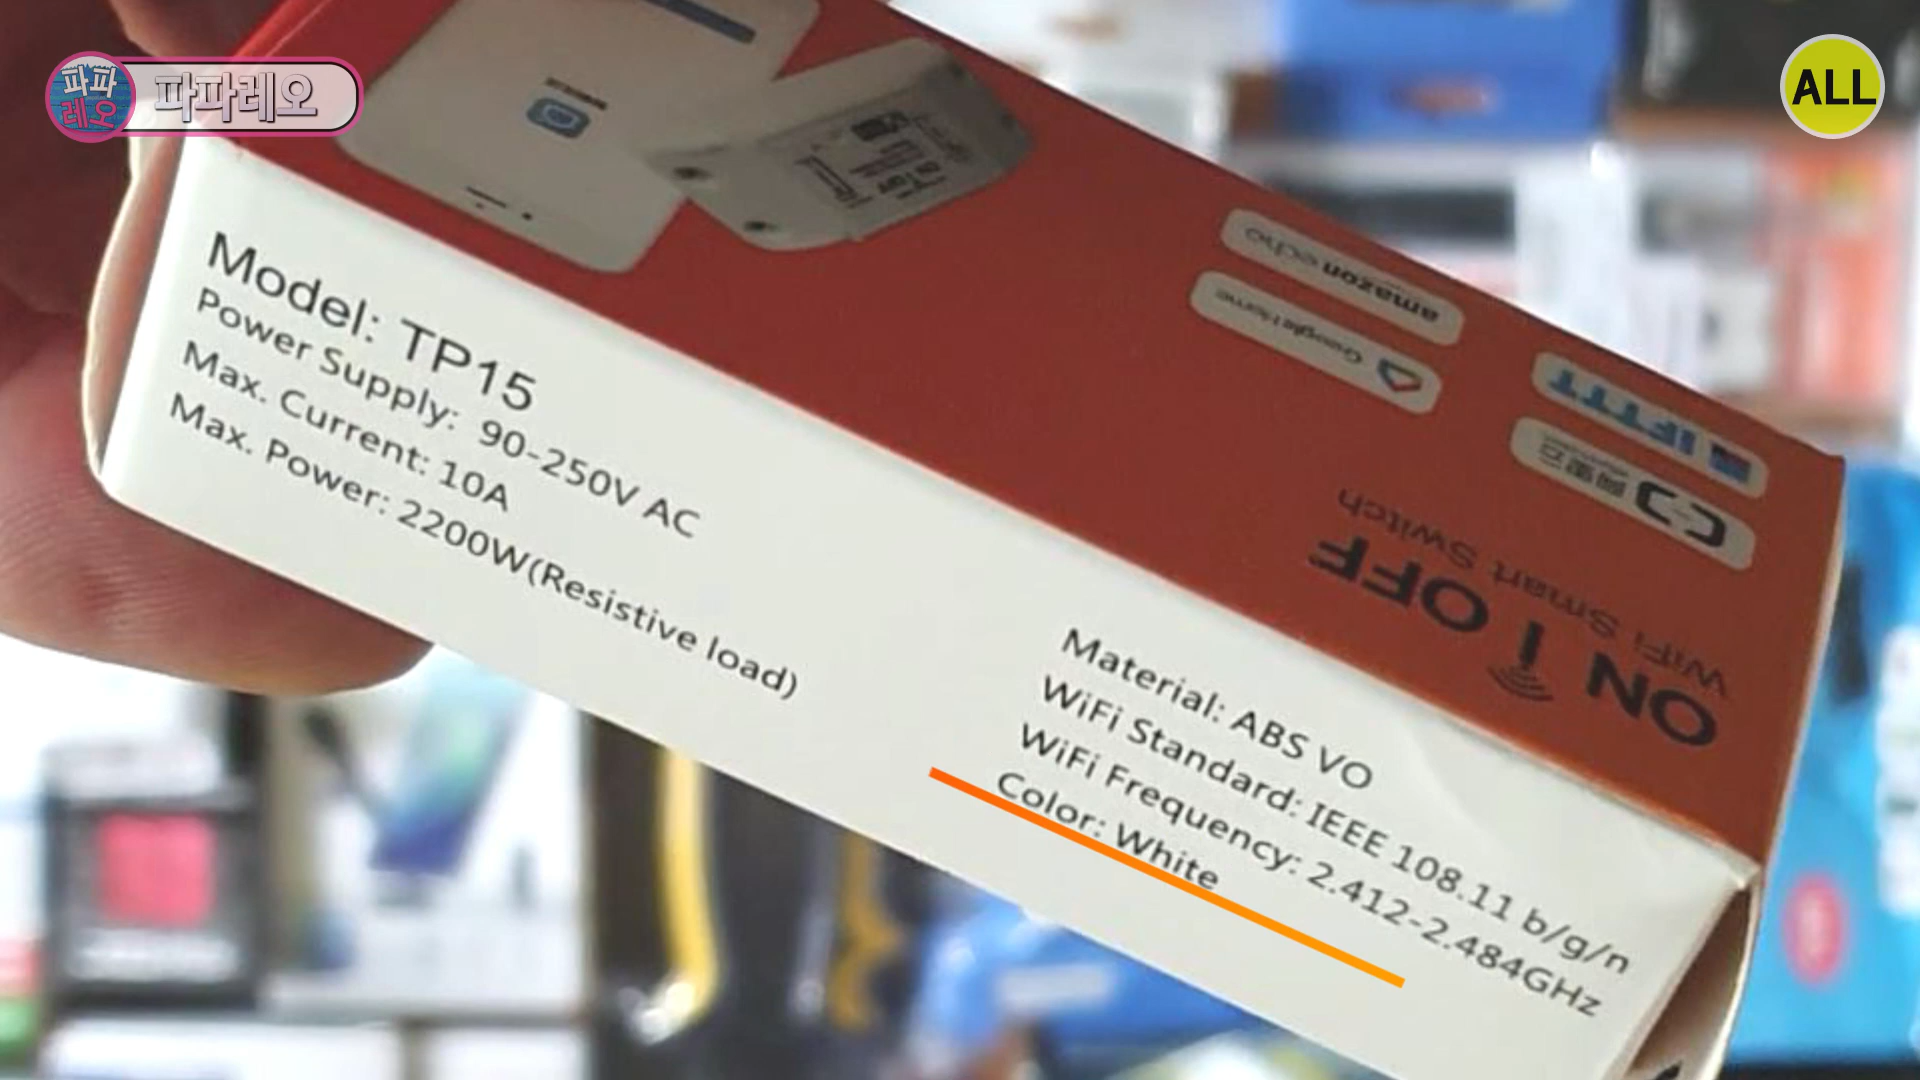 파파
레오
파파레오
ALL
amazon echo
Google Home
IFTTT
ON OFF
WiFi Smart Switch
Model: TP15
Power Supply: 90-250V AC
Max. Current: 10A
Max. Power: 2200W(Resistive load)
Material: ABS VO
WiFi Standard: IEEE 108.11 b/g/n
WiFi Frequency: 2.412-2.484GHz
Color: White